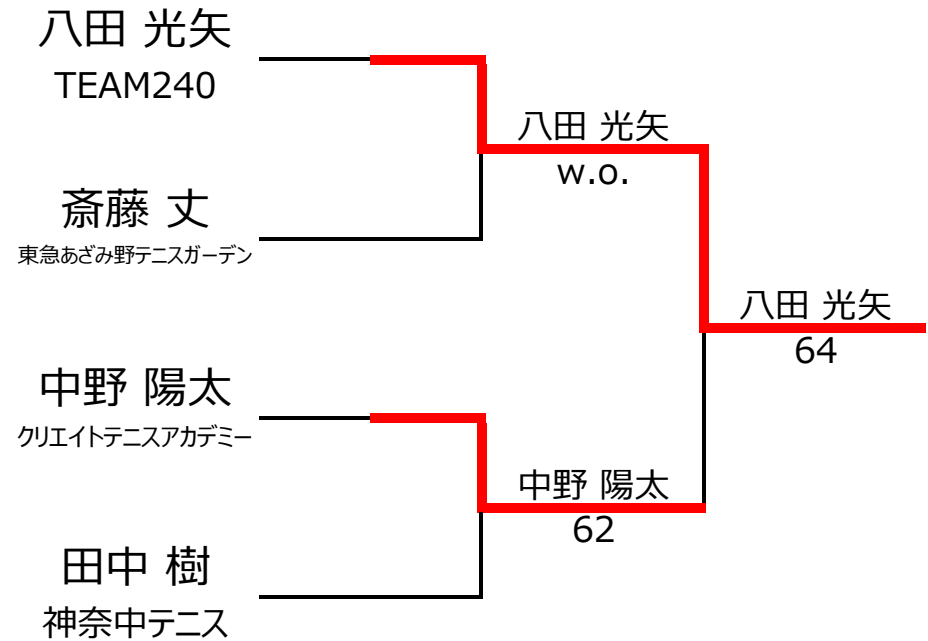 八田 光矢
TEAM240
八田 光矢
w.o.
斎藤 丈
東急あざみ野テニスガーデン
八田 光矢
64
中野 陽太
クリエイトテニスアカデミー
中野 陽太
62
田中 樹
神奈中テニス